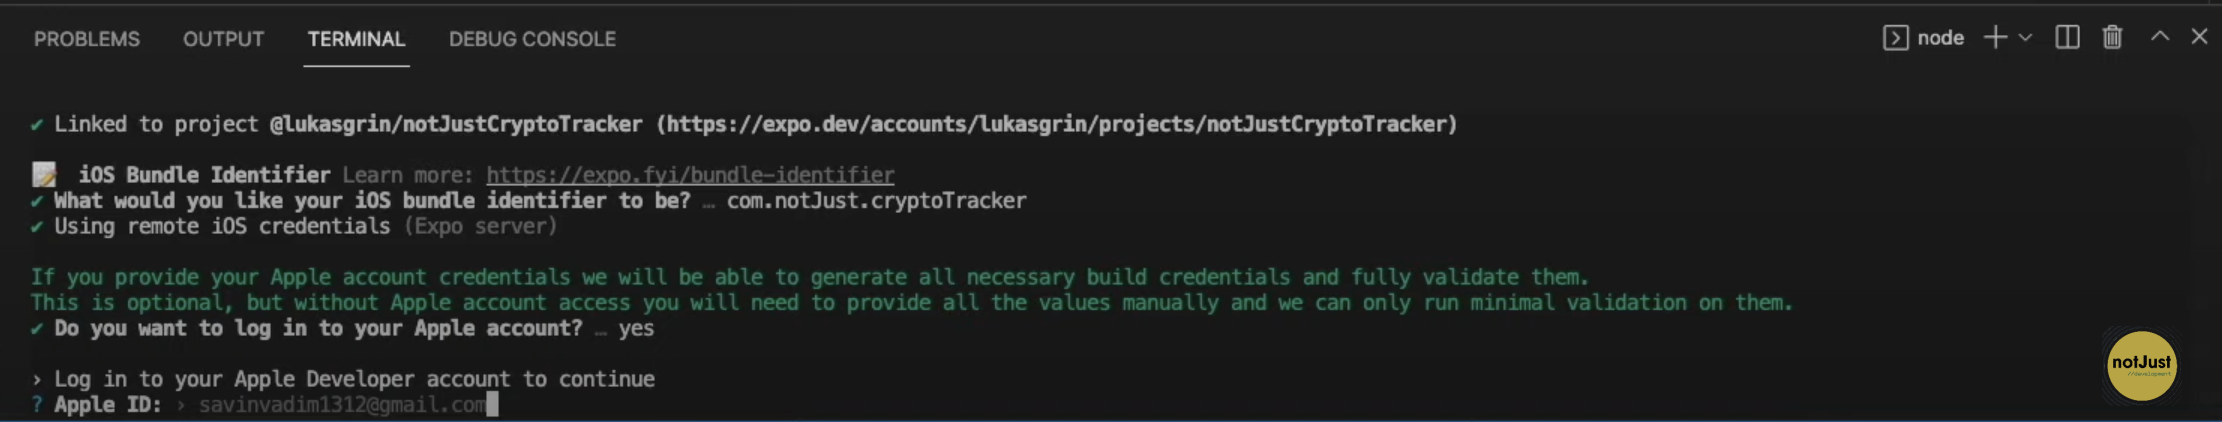 PROBLEMS OUTPUT TERMINAL DEBUG CONSOLE node
✔ Linked to project @lukasgrin/notJustCryptoTracker (https://expo.dev/accounts/lukasgrin/projects/notJustCryptoTracker)
📝 iOS Bundle Identifier Learn more: https://expo.fyi/bundle-identifier
✔ What would you like your iOS bundle identifier to be? … com.notJust.cryptoTracker
✔ Using remote iOS credentials (Expo server)
If you provide your Apple account credentials we will be able to generate all necessary build credentials and fully validate them.
This is optional, but without Apple account access you will need to provide all the values manually and we can only run minimal validation on them.
✔ Do you want to log in to your Apple account? … yes
› Log in to your Apple Developer account to continue
? Apple ID: › savinvadim1312@gmail.com
notJust